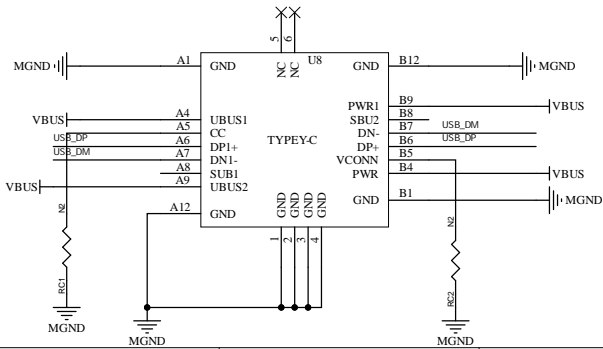 5
6
U8
NC
NC
MGND
A1
GND
GND
B12
MGND
PWR1
B9
VBUS
VBUS
A4
UBUS1
SBU2
B8
A5
CC
DN-
B7
USB_DM
USB_DP
A6
DP1+
TYPEY-C
DP+
B6
USB_DP
USB_DM
A7
DN1-
VCONN
B5
A8
SUB1
PWR
B4
VBUS
VBUS
A9
UBUS2
GND
B1
MGND
A12
GND
GND
GND
GND
GND
1
2
3
4
N2
RC1
N2
RC2
MGND
MGND
MGND